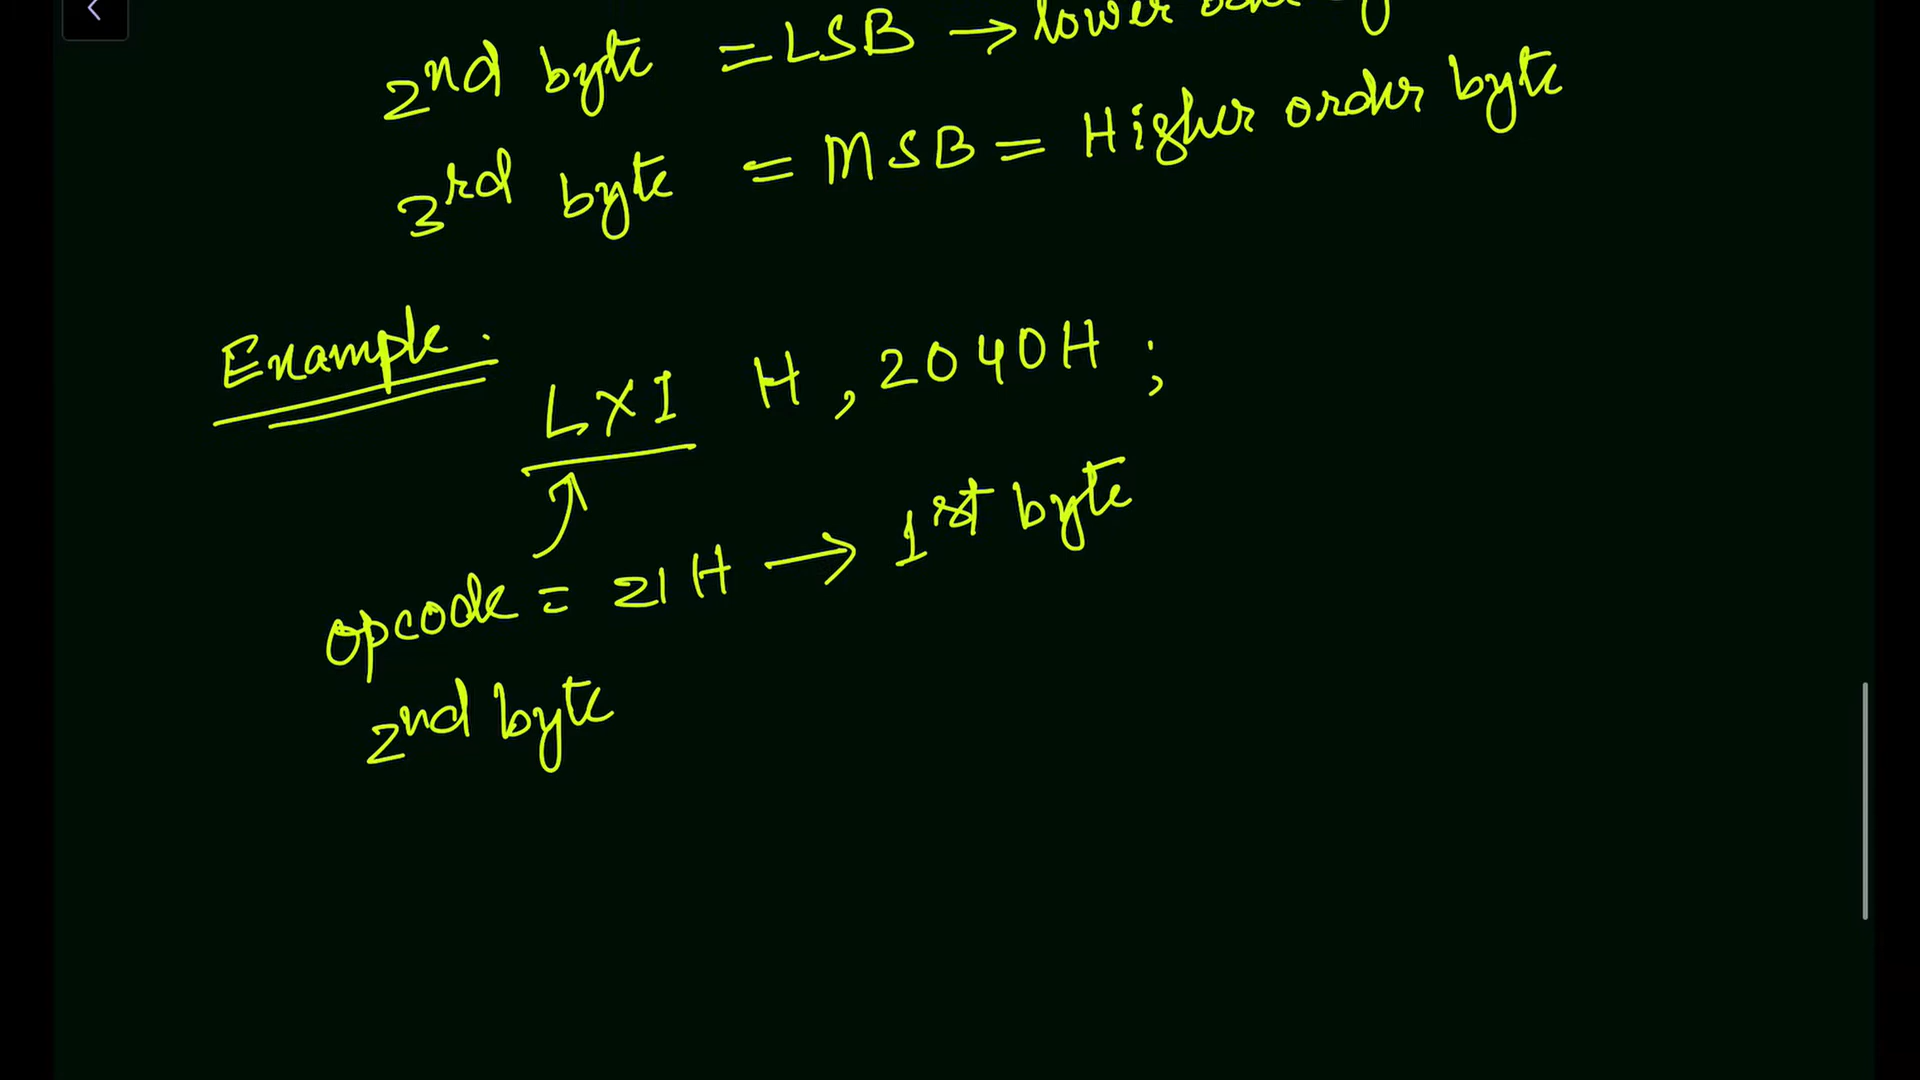 2nd byte = LSB → lower
3rd byte = MSB = Higher order byte
Example.
LXI H, 2040H ;
opcode = 21H → 1st byte
2nd byte